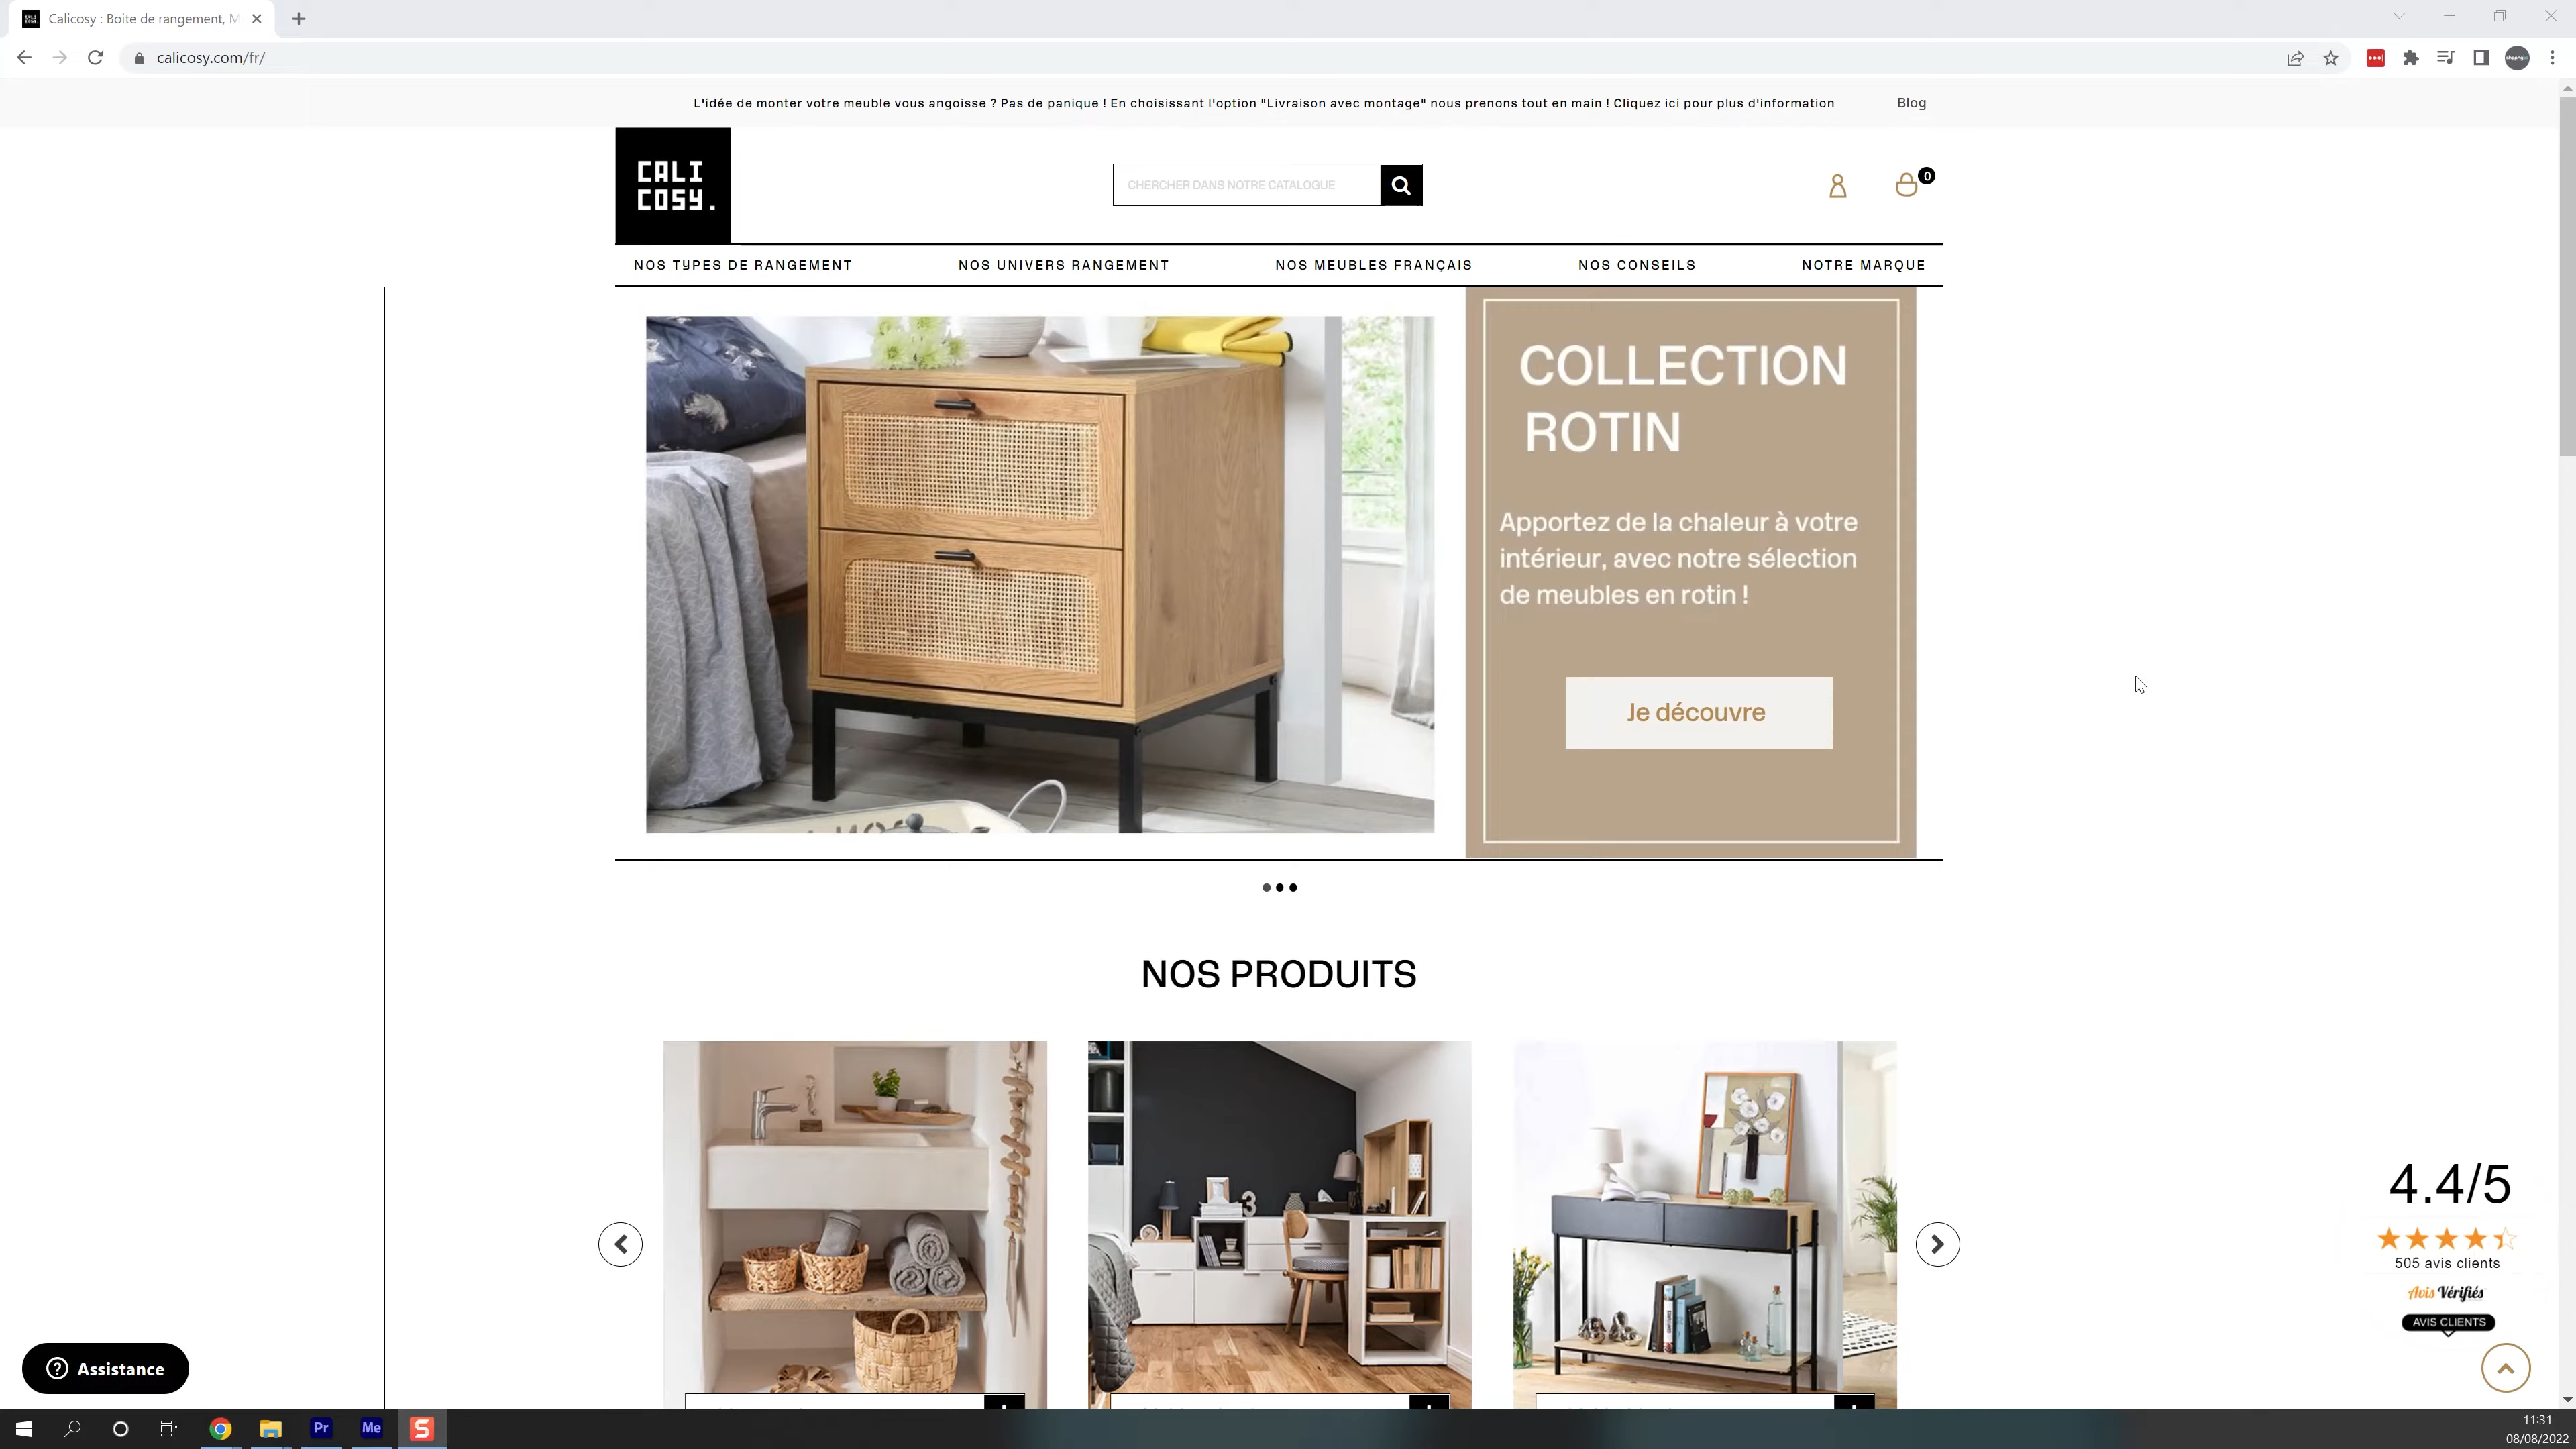 Calicosy : Boite de rangement, M
calicosy.com/fr/
L'idée de monter votre meuble vous angoisse ? Pas de panique ! En choisissant l'option "Livraison avec montage" nous prenons tout en main ! Cliquez ici pour plus d'information
Blog
CALI
COSY.
CHERCHER DANS NOTRE CATALOGUE
0
NOS TYPES DE RANGEMENT
NOS UNIVERS RANGEMENT
NOS MEUBLES FRANÇAIS
NOS CONSEILS
NOTRE MARQUE
COLLECTION
ROTIN
Apportez de la chaleur à votre
intérieur, avec notre sélection
de meubles en rotin !
Je découvre
NOS PRODUITS
3
4.4/5
505 avis clients
Avis Vérifiés
AVIS CLIENTS
Assistance
Pr
Me
S
11:31
08/08/2022